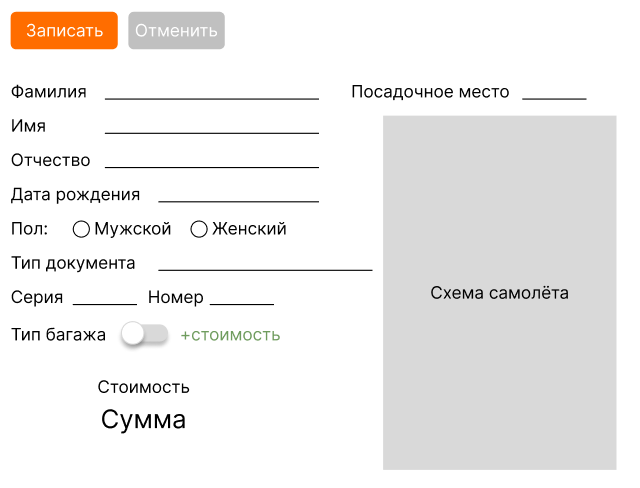 Записать Отменить
Фамилия Посадочное место
Имя
Отчество
Дата рождения
Пол: Мужской Женский
Тип документа
Схема самолёта
Серия Номер
Тип багажа +стоимость
Стоимость
Сумма